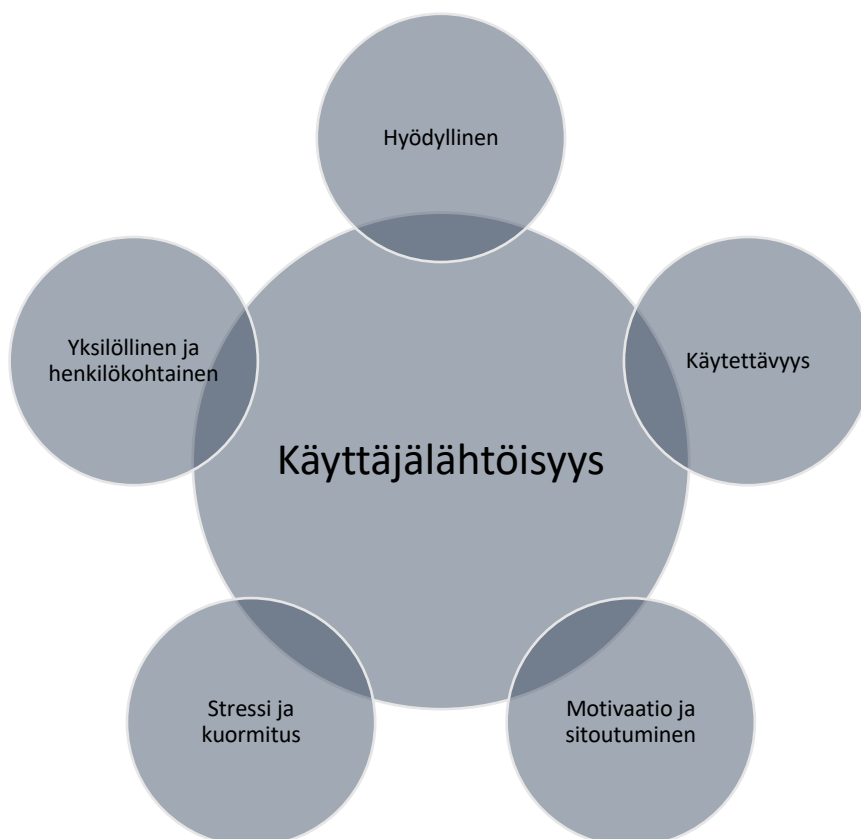 Hyödyllinen
Yksilöllinen ja
henkilökohtainen
Käytettävyys
Käyttäjälähtöisyys
Stressi ja
kuormitus
Motivaatio ja
sitoutuminen